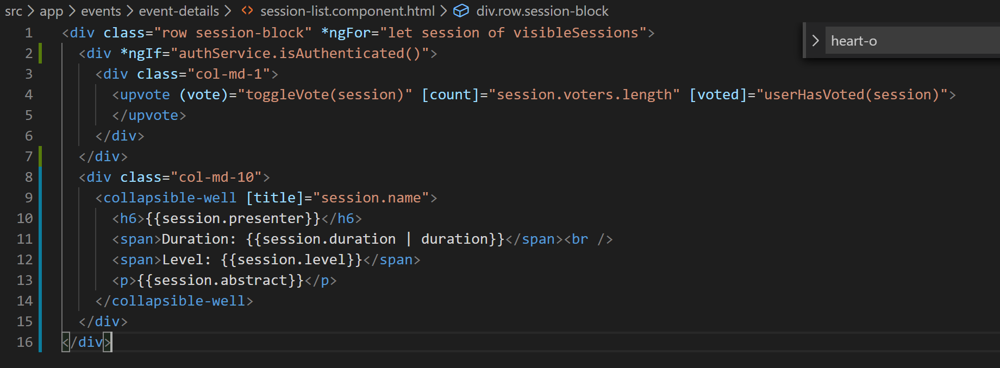 src > app > events > event-details > <> session-list.component.html > div.row.session-block
heart-o
1 <div class="row session-block" *ngFor="let session of visibleSessions">
2 <div *ngIf="authService.isAuthenticated()">
3 <div class="col-md-1">
4 <upvote (vote)="toggleVote(session)" [count]="session.voters.length" [voted]="userHasVoted(session)">
5 </upvote>
6 </div>
7 </div>
8 <div class="col-md-10">
9 <collapsible-well [title]="session.name">
10 <h6>{{session.presenter}}</h6>
11 <span>Duration: {{session.duration | duration}}</span><br />
12 <span>Level: {{session.level}}</span>
13 <p>{{session.abstract}}</p>
14 </collapsible-well>
15 </div>
16 </div>